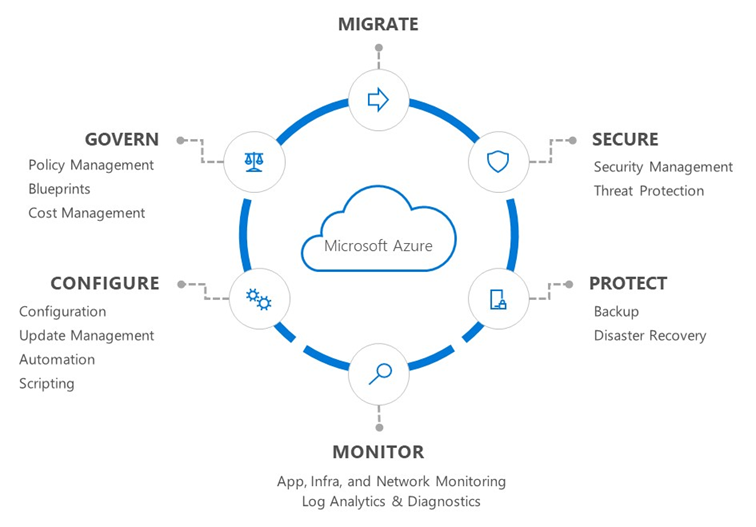 MIGRATE
GOVERN
Policy Management
Blueprints
Cost Management
SECURE
Security Management
Threat Protection
Microsoft Azure
CONFIGURE
Configuration
Update Management
Automation
Scripting
PROTECT
Backup
Disaster Recovery
MONITOR
App, Infra, and Network Monitoring
Log Analytics & Diagnostics